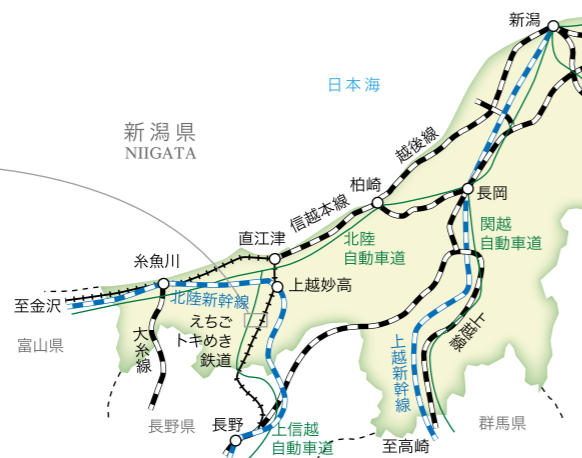 新潟
日本海
新潟県
NIIGATA
越後線
柏崎
長岡
信越本線
直江津
北陸
自動車道
関越
自動車道
糸魚川
上越妙高
北陸新幹線
至金沢
えちご
トキめき
鉄道
富山県
大糸線
上越線
上越新幹線
長野県
長野
上信越
自動車道
至高崎
群馬県